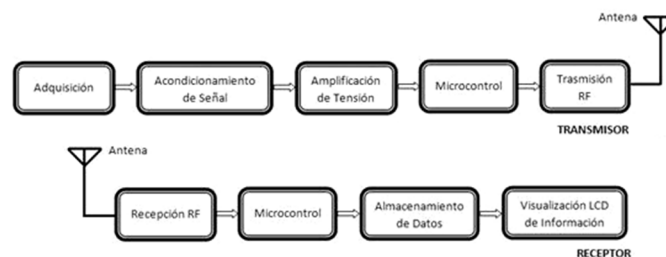 Antena
Adquisición
Acondicionamiento
de Señal
Amplificación
de Tensión
Microcontrol
Trasmisión
RF
TRANSMISOR
Antena
Recepción RF
Microcontrol
Almacenamiento
de Datos
Visualización LCD
de Información
RECEPTOR